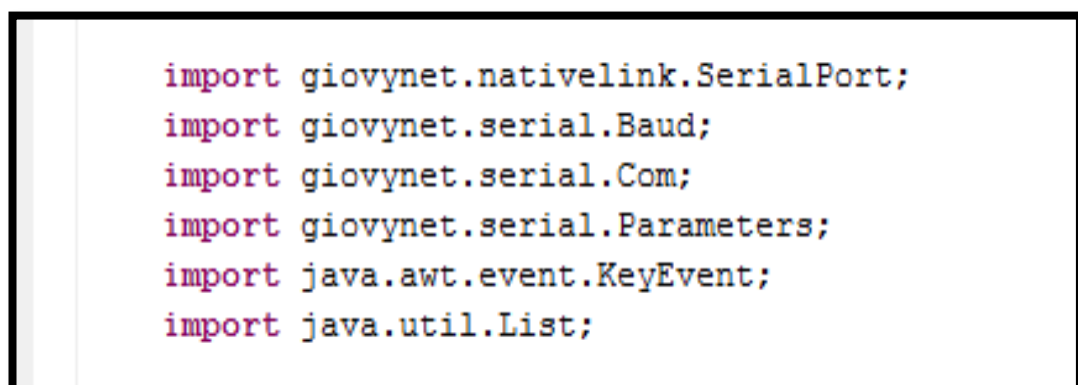 import giovynet.nativelink.SerialPort;
import giovynet.serial.Baud;
import giovynet.serial.Com;
import giovynet.serial.Parameters;
import java.awt.event.KeyEvent;
import java.util.List;